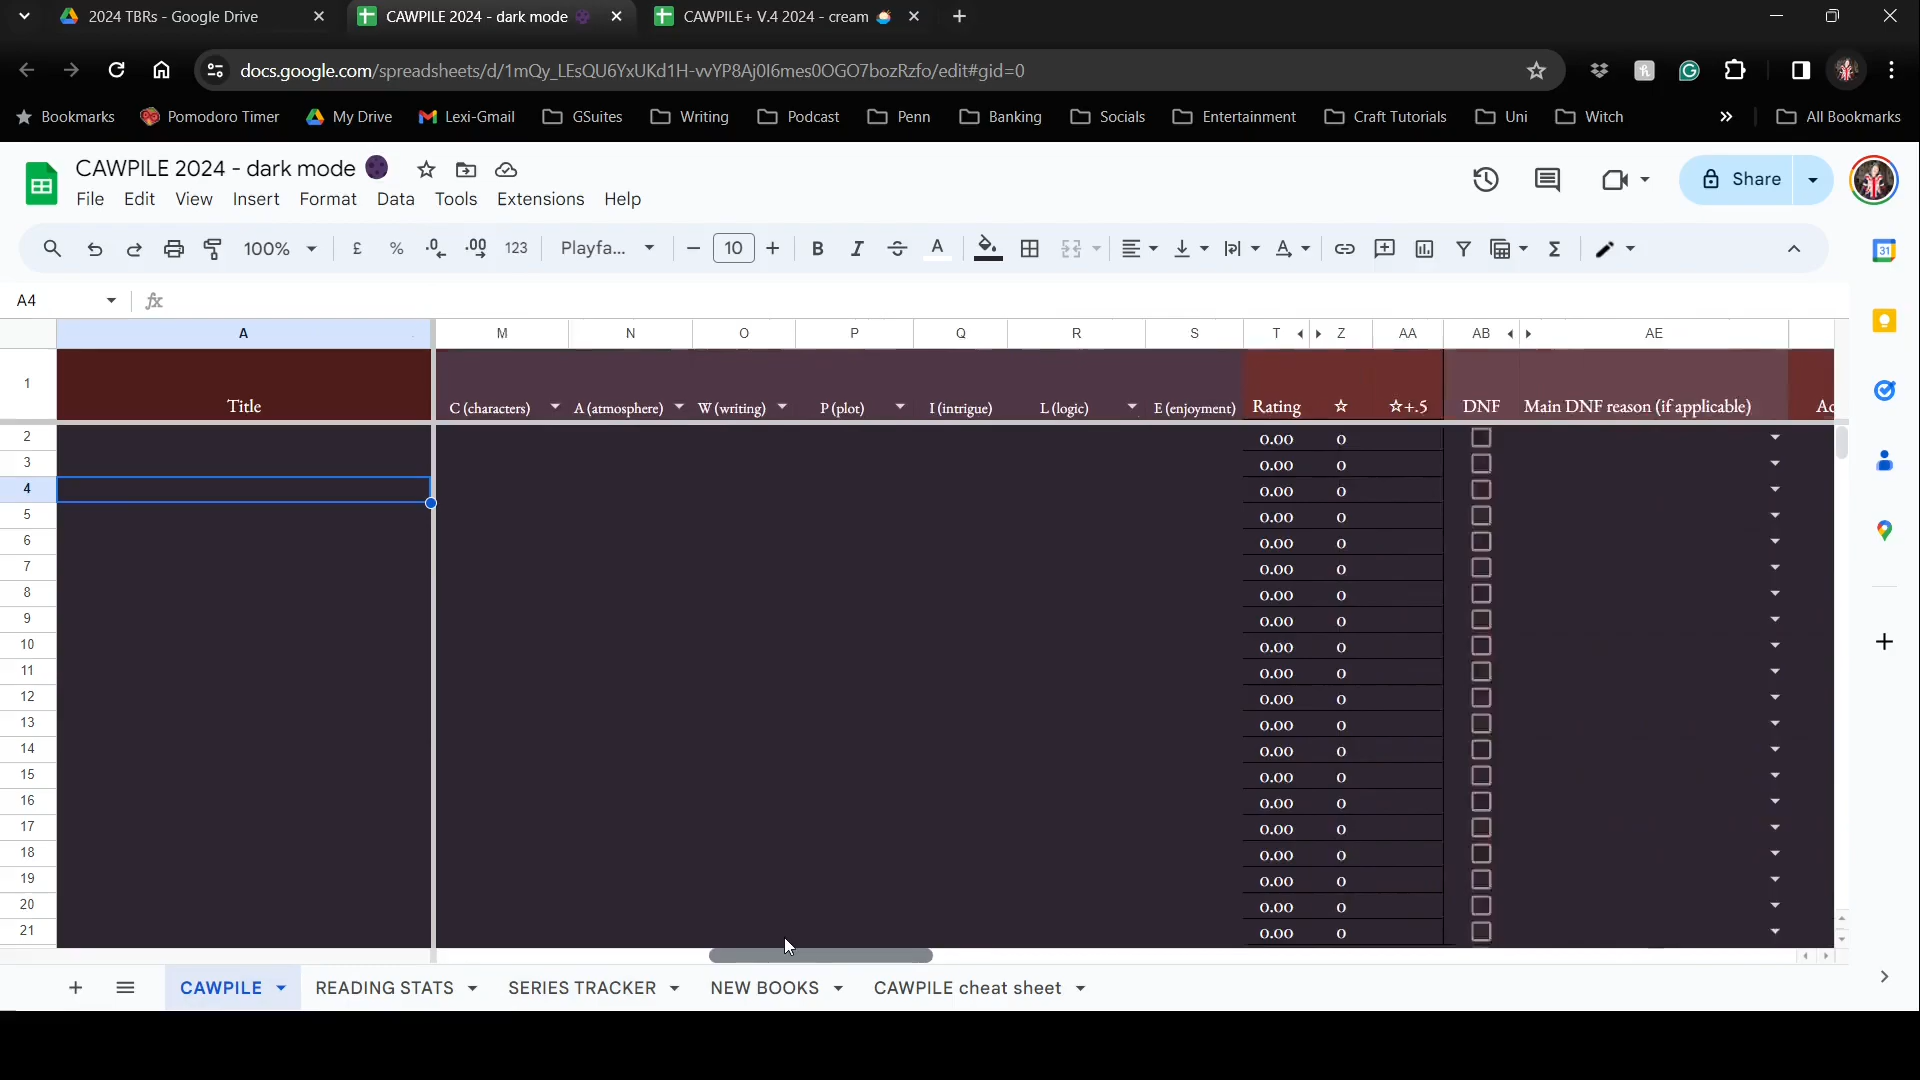 2024 TBRs - Google Drive
CAWPILE 2024 - dark mode
CAWPILE+ V.4 2024 - cream
docs.google.com/spreadsheets/d/1mQy_LEsQU6YxUKd1H-vvYP8Aj0I6mes0OGO7bozRzfo/edit#gid=0
Bookmarks Pomodoro Timer My Drive Lexi-Gmail GSuites Writing Podcast Penn Banking Socials Entertainment Craft Tutorials Uni Witch » All Bookmarks
CAWPILE 2024 - dark mode
File Edit View Insert Format Data Tools Extensions Help
Share
100% £ % .0 .00 123 Playfa... 10 B I A Σ
31
A4 fx
A M N O P Q R S T Z AA AB AE
1 Title C (characters) A (atmosphere) W (writing) P (plot) I (intrigue) L (logic) E (enjoyment) Rating ☆ ☆+.5 DNF Main DNF reason (if applicable)
2 0.00 0
3 0.00 0
4 0.00 0
5 0.00 0
6 0.00 0
7 0.00 0
8 0.00 0
9 0.00 0
10 0.00 0
11 0.00 0
12 0.00 0
13 0.00 0
14 0.00 0
15 0.00 0
16 0.00 0
17 0.00 0
18 0.00 0
19 0.00 0
20 0.00 0
21 0.00 0
CAWPILE READING STATS SERIES TRACKER NEW BOOKS CAWPILE cheat sheet